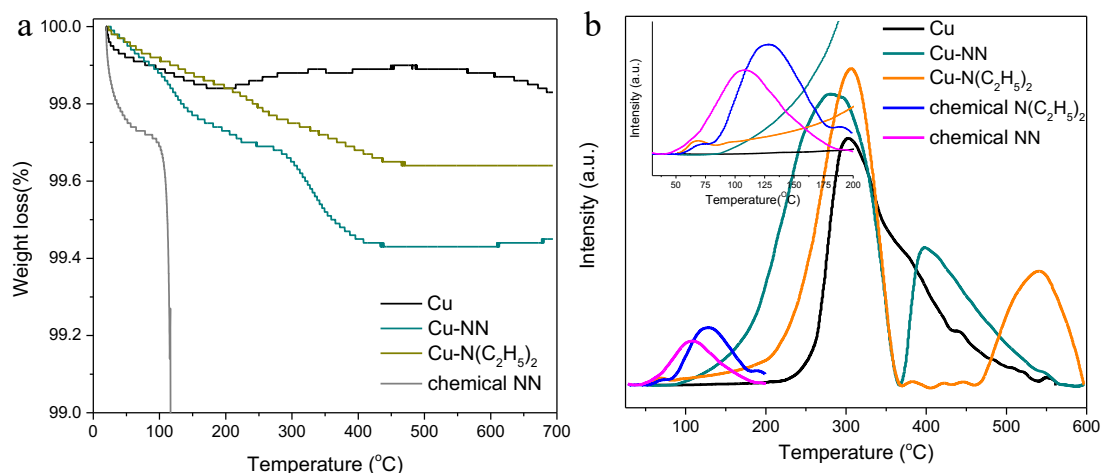 a
Weight loss(%)
100.0
99.8
99.6
99.4
99.2
99.0
0
100
200
300
400
500
600
700
Temperature (°C)
Cu
Cu-NN
Cu-N(C₂H₅)₂
chemical NN
b
Intensity (a.u.)
100
200
300
400
500
600
Temperature (°C)
Cu
Cu-NN
Cu-N(C₂H₅)₂
chemical N(C₂H₅)₂
chemical NN
Intensity (a.u.)
50
75
100
125
150
175
200
Temperature(°C)